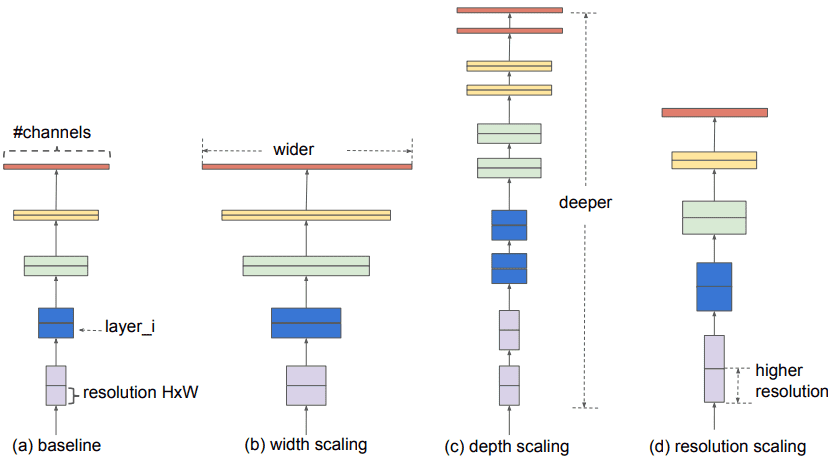 #channels
layer_i
resolution HxW
(a) baseline
wider
(b) width scaling
deeper
(c) depth scaling
higher
resolution
(d) resolution scaling